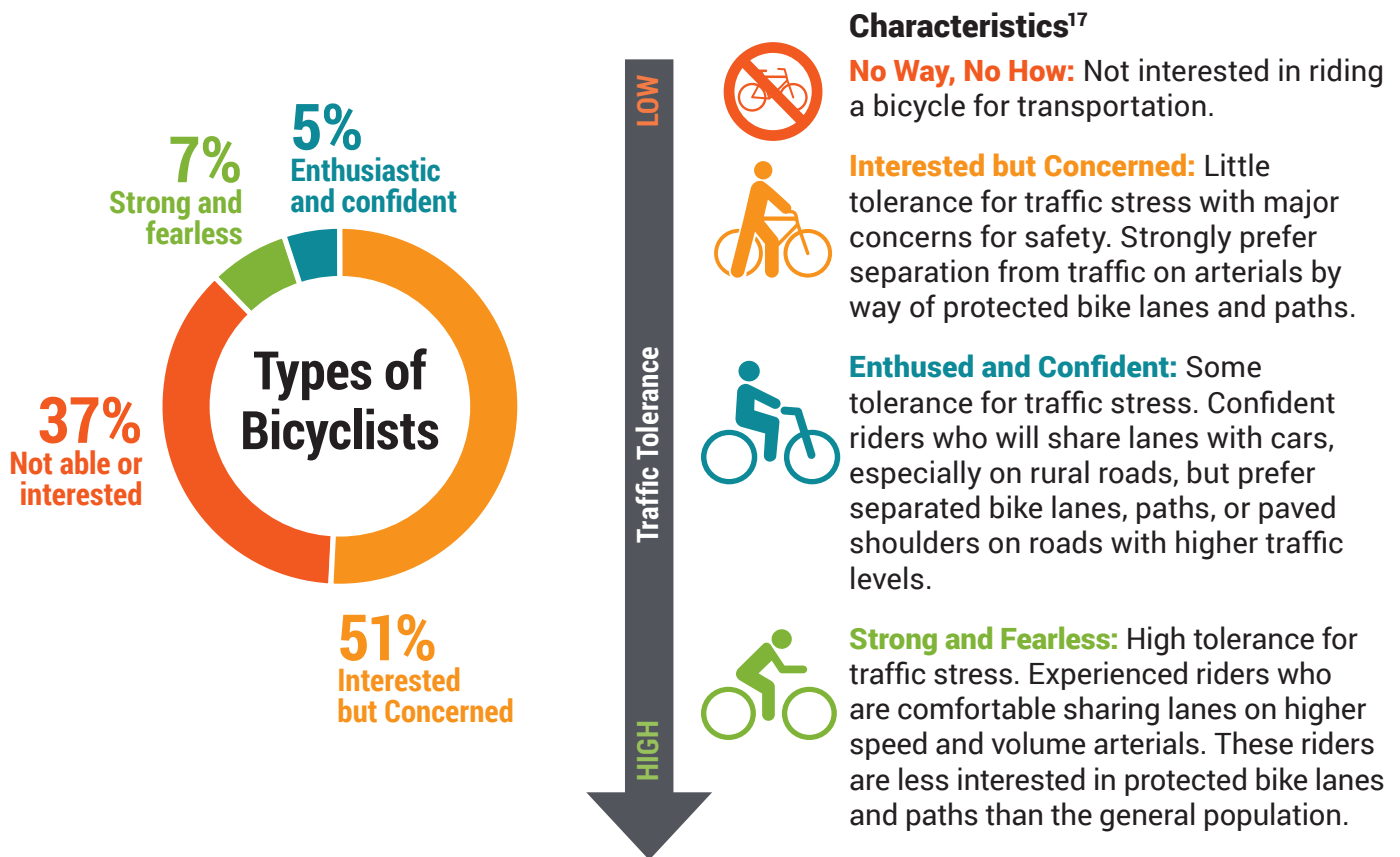 5%
Enthusiastic
and confident
7%
Strong and
fearless
Types of
Bicyclists
37%
Not able or
interested
51%
Interested
but Concerned
LOW
Traffic Tolerance
HIGH
Characteristics17
No Way, No How: Not interested in riding
a bicycle for transportation.
Interested but Concerned: Little
tolerance for traffic stress with major
concerns for safety. Strongly prefer
separation from traffic on arterials by
way of protected bike lanes and paths.
Enthused and Confident: Some
tolerance for traffic stress. Confident
riders who will share lanes with cars,
especially on rural roads, but prefer
separated bike lanes, paths, or paved
shoulders on roads with higher traffic
levels.
Strong and Fearless: High tolerance for
traffic stress. Experienced riders who
are comfortable sharing lanes on higher
speed and volume arterials. These riders
are less interested in protected bike lanes
and paths than the general population.